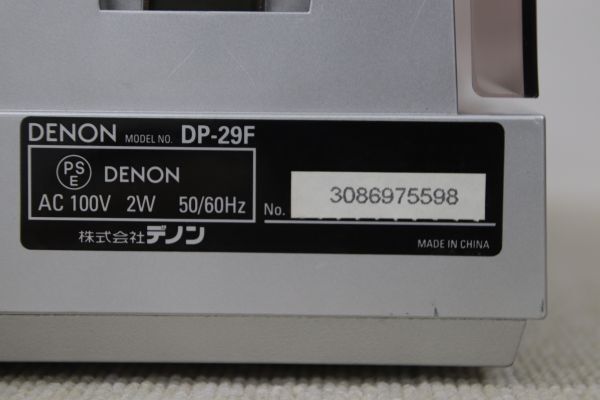 DENON MODEL NO. DP-29F
PSE DENON
AC 100V 2W 50/60Hz
No. 3086975598
株式会社デノン
MADE IN CHINA